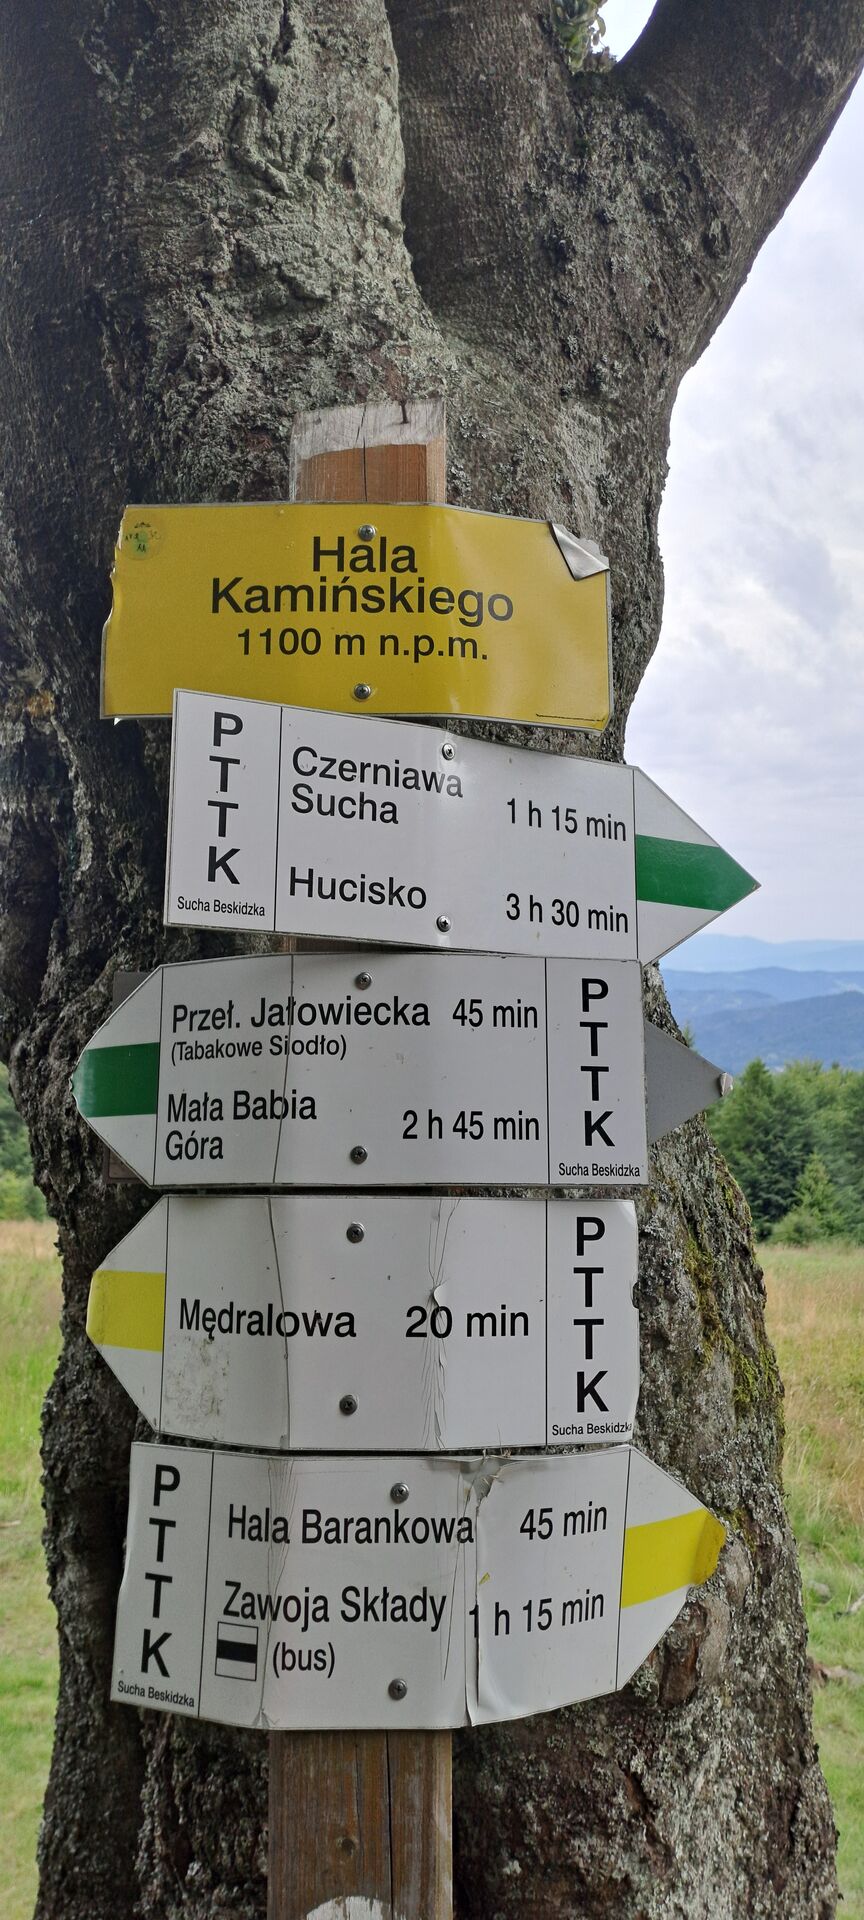 Hala
Kamińskiego
1100 m n.p.m.
PTTK
Sucha Beskidzka
Czerniawa
Sucha 1 h 15 min
Hucisko 3 h 30 min
Przeł. Jałowiecka 45 min
(Tabakowe Siodło)
Mała Babia
Góra 2 h 45 min
PTTK
Sucha Beskidzka
Mędralowa 20 min
PTTK
Sucha Beskidzka
PTTK
Sucha Beskidzka
Hala Barankowa 45 min
Zawoja Składy 1 h 15 min
(bus)